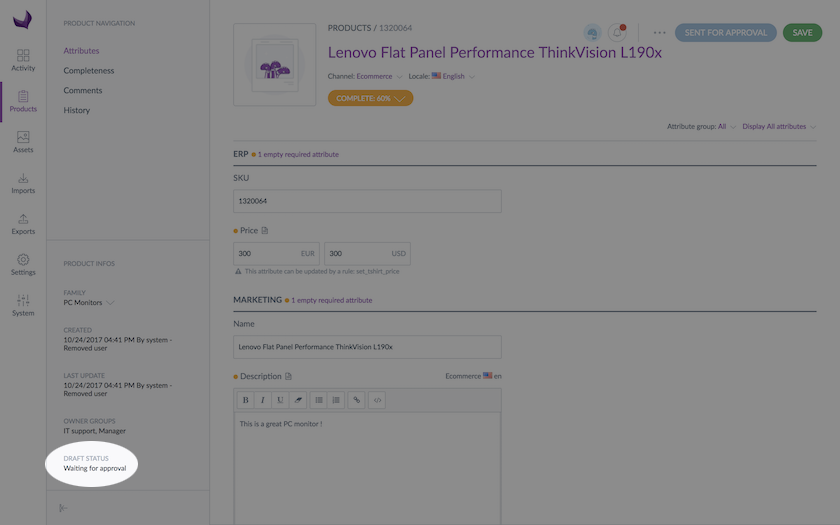 Activity
Products
Assets
Imports
Exports
Settings
System
PRODUCT NAVIGATION
Attributes
Completeness
Comments
History
PRODUCT INFOS
FAMILY
PC Monitors
CREATED
10/24/2017 04:41 PM By system -
Removed user
LAST UPDATE
10/24/2017 04:41 PM By system -
Removed user
OWNER GROUPS
IT support, Manager
DRAFT STATUS
Waiting for approval
PRODUCTS / 1320064
SENT FOR APPROVAL
SAVE
Lenovo Flat Panel Performance ThinkVision L190x
Channel: Ecommerce Locale: English
COMPLETE: 60%
Attribute group: All Display All attributes
ERP 1 empty required attribute
SKU
1320064
Price
300 EUR 300 USD
This attribute can be updated by a rule: set_tshirt_price
MARKETING 1 empty required attribute
Name
Lenovo Flat Panel Performance ThinkVision L190x
Description Ecommerce en
B I U </>
This is a great PC monitor !